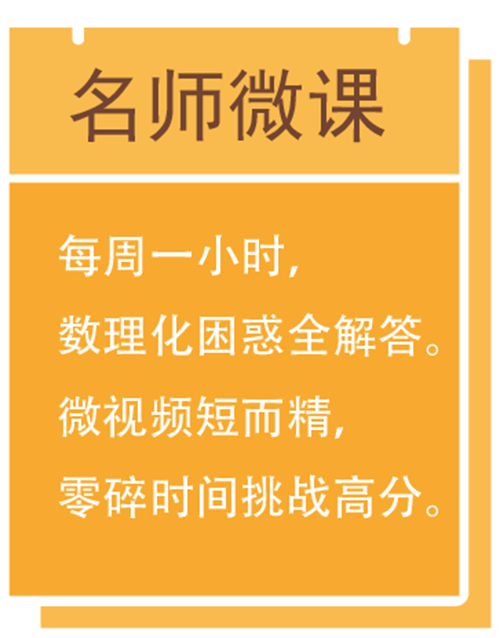 名师微课
每周一小时,
数理化困惑全解答。
微视频短而精,
零碎时间挑战高分。